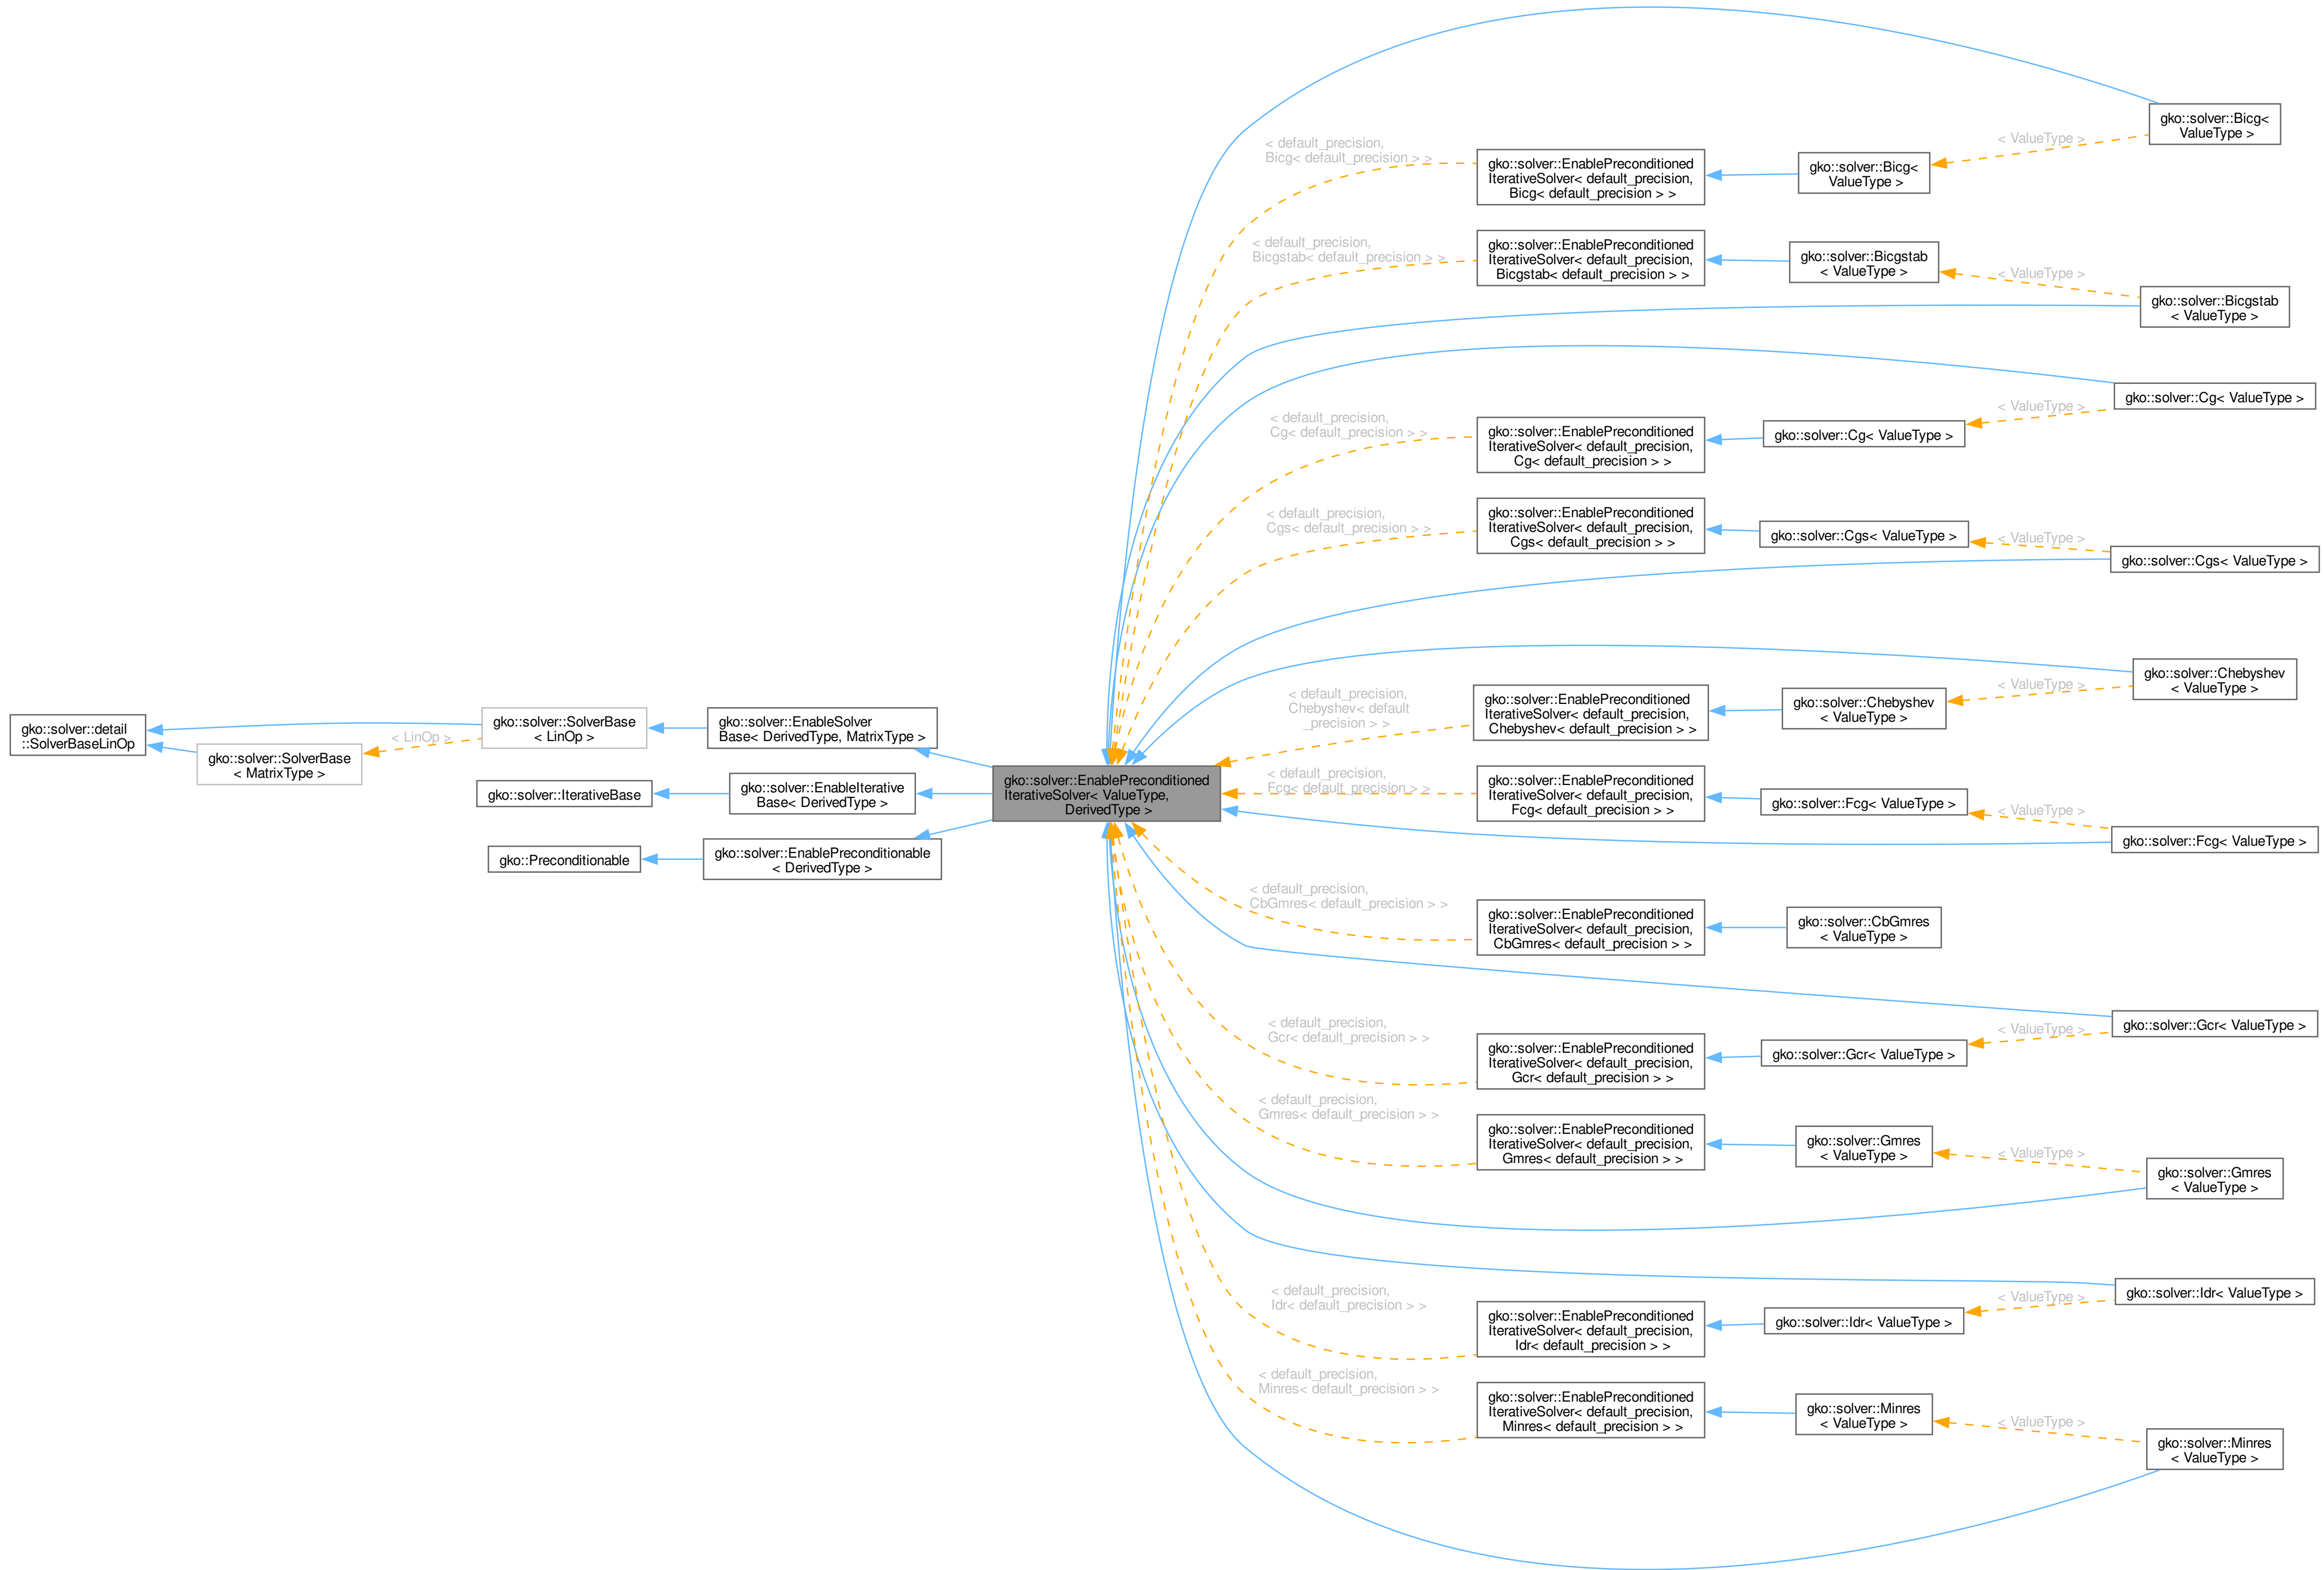 gko::solver::detail
::SolverBaseLinOp
gko::solver::SolverBase
< MatrixType >
< LinOp >
gko::solver::SolverBase
< LinOp >
gko::solver::IterativeBase
gko::Preconditionable
gko::solver::EnableSolver
Base< DerivedType, MatrixType >
gko::solver::EnableIterative
Base< DerivedType >
gko::solver::EnablePreconditionable
< DerivedType >
gko::solver::EnablePreconditioned
IterativeSolver< ValueType,
DerivedType >
< default_precision,
Bicg< default_precision > >
gko::solver::EnablePreconditioned
IterativeSolver< default_precision,
Bicg< default_precision > >
gko::solver::Bicg<
ValueType >
< ValueType >
gko::solver::Bicg<
ValueType >
< default_precision,
Bicgstab< default_precision > >
gko::solver::EnablePreconditioned
IterativeSolver< default_precision,
Bicgstab< default_precision > >
gko::solver::Bicgstab
< ValueType >
< ValueType >
gko::solver::Bicgstab
< ValueType >
< default_precision,
Cg< default_precision > >
gko::solver::EnablePreconditioned
IterativeSolver< default_precision,
Cg< default_precision > >
gko::solver::Cg< ValueType >
< ValueType >
gko::solver::Cg< ValueType >
< default_precision,
Cgs< default_precision > >
gko::solver::EnablePreconditioned
IterativeSolver< default_precision,
Cgs< default_precision > >
gko::solver::Cgs< ValueType >
< ValueType >
gko::solver::Cgs< ValueType >
< default_precision,
Chebyshev< default
_precision > >
gko::solver::EnablePreconditioned
IterativeSolver< default_precision,
Chebyshev< default_precision > >
gko::solver::Chebyshev
< ValueType >
< ValueType >
gko::solver::Chebyshev
< ValueType >
< default_precision,
Fcg< default_precision > >
gko::solver::EnablePreconditioned
IterativeSolver< default_precision,
Fcg< default_precision > >
gko::solver::Fcg< ValueType >
< ValueType >
gko::solver::Fcg< ValueType >
< default_precision,
CbGmres< default_precision > >
gko::solver::EnablePreconditioned
IterativeSolver< default_precision,
CbGmres< default_precision > >
gko::solver::CbGmres
< ValueType >
< default_precision,
Gcr< default_precision > >
gko::solver::EnablePreconditioned
IterativeSolver< default_precision,
Gcr< default_precision > >
gko::solver::Gcr< ValueType >
< ValueType >
gko::solver::Gcr< ValueType >
< default_precision,
Gmres< default_precision > >
gko::solver::EnablePreconditioned
IterativeSolver< default_precision,
Gmres< default_precision > >
gko::solver::Gmres
< ValueType >
< ValueType >
gko::solver::Gmres
< ValueType >
< default_precision,
Idr< default_precision > >
gko::solver::EnablePreconditioned
IterativeSolver< default_precision,
Idr< default_precision > >
gko::solver::Idr< ValueType >
< ValueType >
gko::solver::Idr< ValueType >
< default_precision,
Minres< default_precision > >
gko::solver::EnablePreconditioned
IterativeSolver< default_precision,
Minres< default_precision > >
gko::solver::Minres
< ValueType >
< ValueType >
gko::solver::Minres
< ValueType >